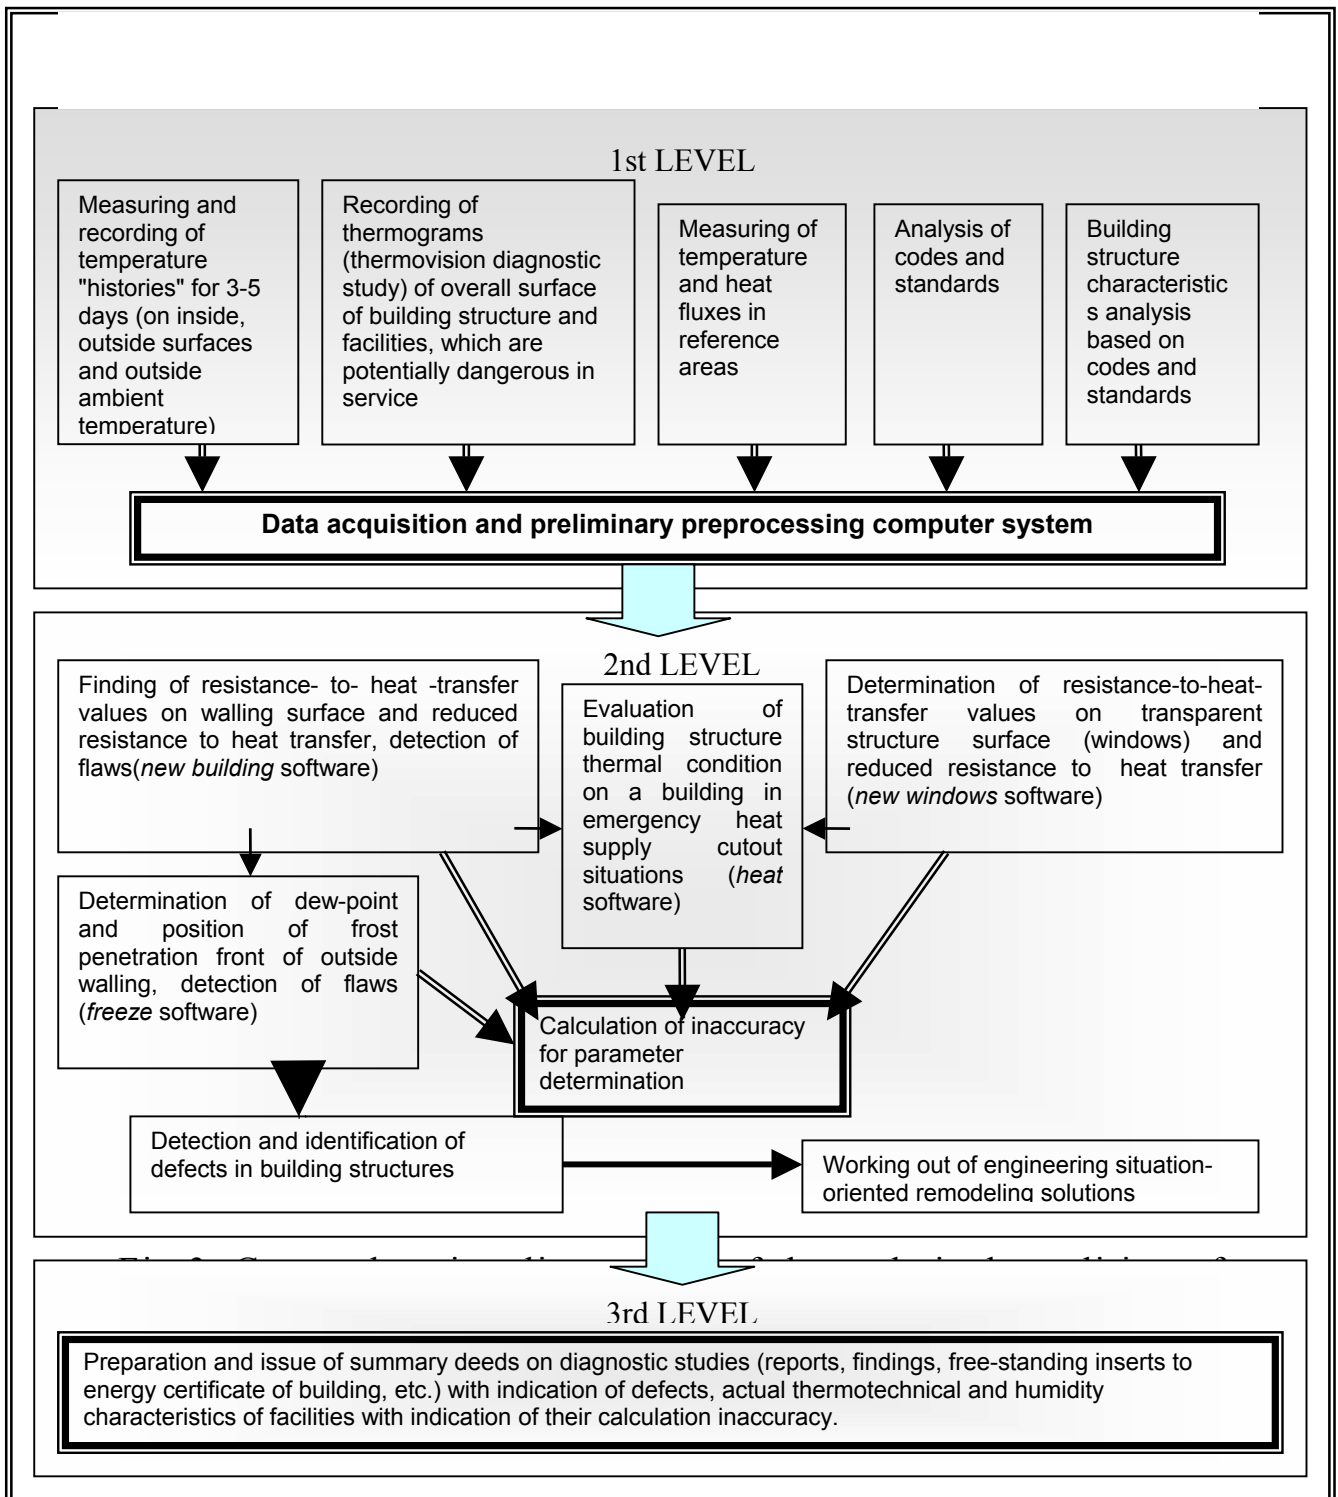 1st LEVEL
Measuring and
recording of
temperature
"histories" for 3-5
days (on inside,
outside surfaces
and outside
ambient
temperature)
Recording of
thermograms
(thermovision diagnostic
study) of overall surface
of building structure and
facilities, which are
potentially dangerous in
service
Measuring of
temperature
and heat
fluxes in
reference
areas
Analysis of
codes and
standards
Building
structure
characteristic
s analysis
based on
codes and
standards
Data acquisition and preliminary preprocessing computer system
2nd LEVEL
Finding of resistance- to- heat -transfer
values on walling surface and reduced
resistance to heat transfer, detection of
flaws(new building software)
Evaluation of
building structure
thermal condition
on a building in
emergency heat
supply cutout
situations (heat
software)
Determination of resistance-to-heat-
transfer values on transparent
structure surface (windows) and
reduced resistance to heat transfer
(new windows software)
Determination of dew-point
and position of frost
penetration front of outside
walling, detection of flaws
(freeze software)
Calculation of inaccuracy
for parameter
determination
Detection and identification of
defects in building structures
Working out of engineering situation-
oriented remodeling solutions
3rd LEVEL
Preparation and issue of summary deeds on diagnostic studies (reports, findings, free-standing inserts to
energy certificate of building, etc.) with indication of defects, actual thermotechnical and humidity
characteristics of facilities with indication of their calculation inaccuracy.